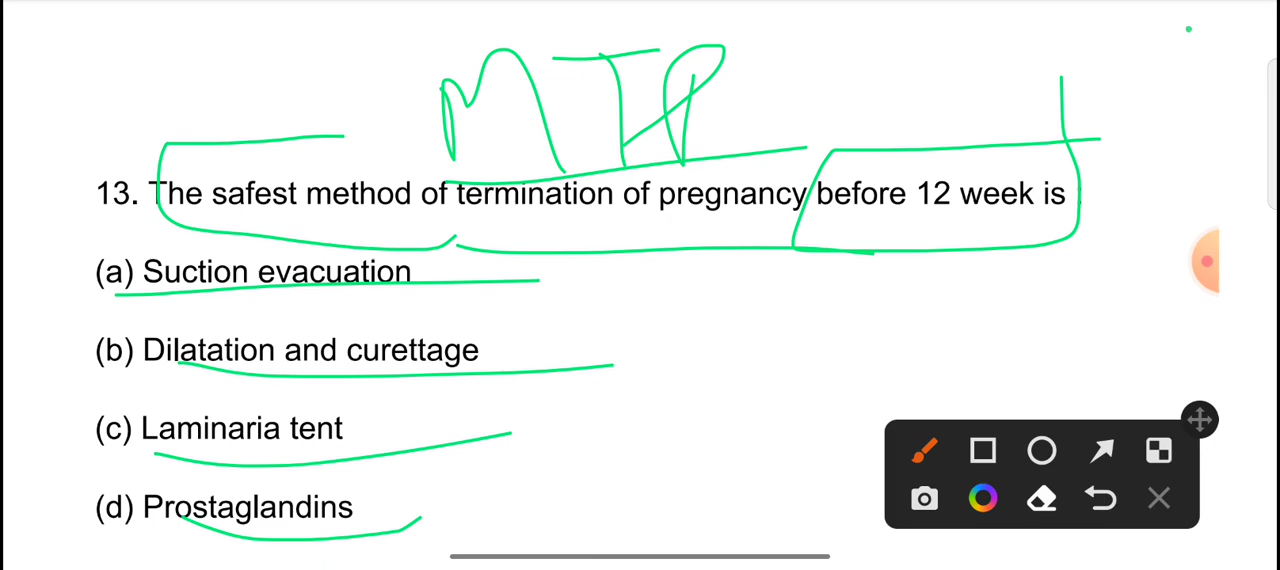 MTP
13. The safest method of termination of pregnancy before 12 week is
(a) Suction evacuation
(b) Dilatation and curettage
(c) Laminaria tent
(d) Prostaglandins